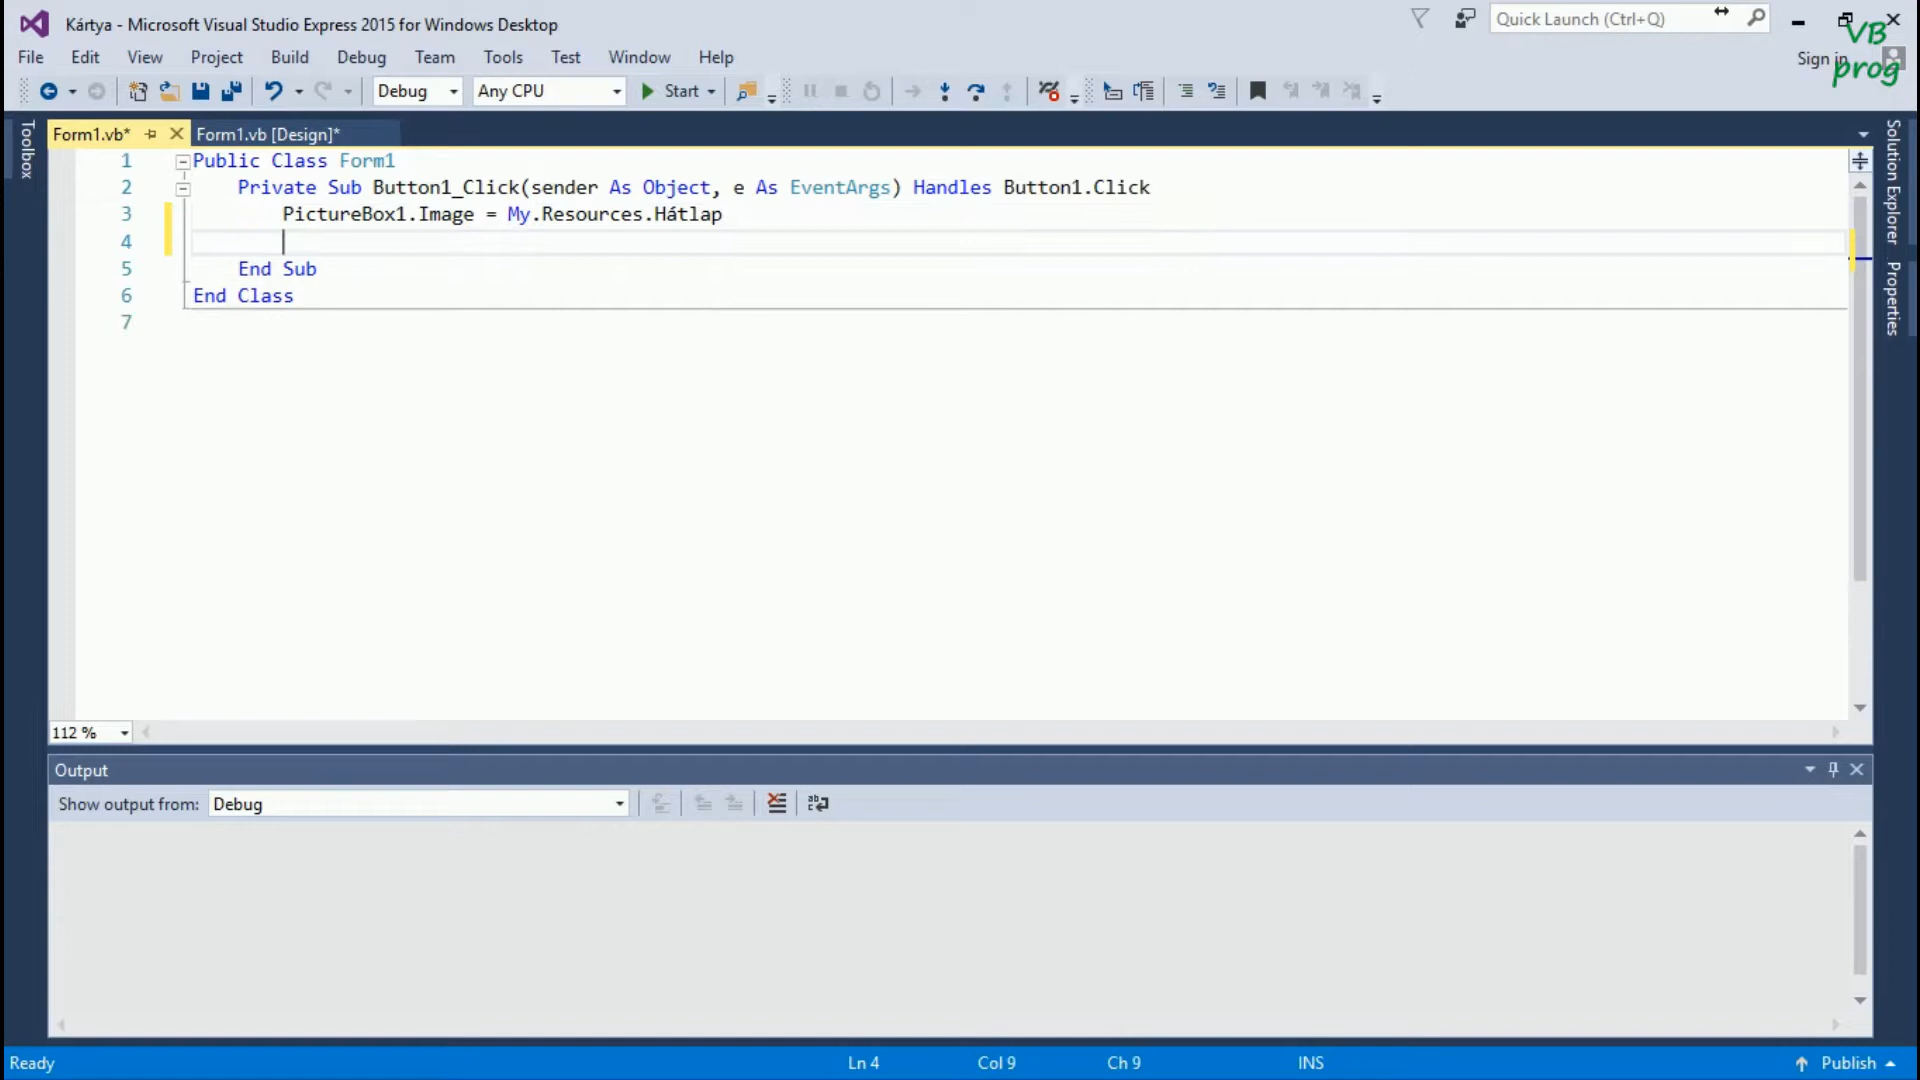 Kártya - Microsoft Visual Studio Express 2015 for Windows Desktop
Quick Launch (Ctrl+Q)
VB
prog
File Edit View Project Build Debug Team Tools Test Window Help
Sign in
Debug Any CPU Start
Toolbox
Form1.vb* Form1.vb [Design]*
Solution Explorer
Properties
1 Public Class Form1
2 Private Sub Button1_Click(sender As Object, e As EventArgs) Handles Button1.Click
3 PictureBox1.Image = My.Resources.Hátlap
4
5 End Sub
6 End Class
7
112 %
Output
Show output from: Debug
Ready Ln 4 Col 9 Ch 9 INS Publish